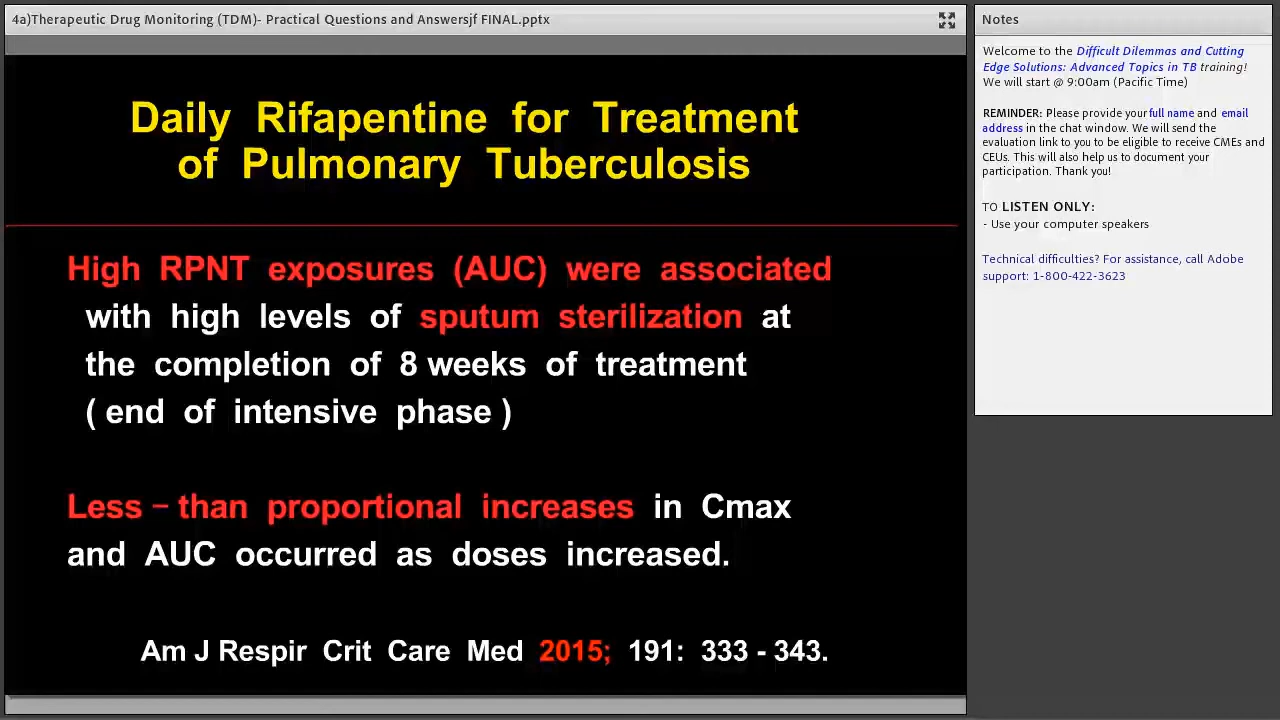 4a)Therapeutic Drug Monitoring (TDM)- Practical Questions and Answersjf FINAL.pptx
Daily Rifapentine for Treatment
of Pulmonary Tuberculosis
High RPNT exposures (AUC) were associated
with high levels of sputum sterilization at
the completion of 8 weeks of treatment
( end of intensive phase )
Less – than proportional increases in Cmax
and AUC occurred as doses increased.
Am J Respir Crit Care Med 2015; 191: 333 - 343.
Notes
Welcome to the Difficult Dilemmas and Cutting
Edge Solutions: Advanced Topics in TB training!
We will start @ 9:00am (Pacific Time)
REMINDER: Please provide your full name and email
address in the chat window. We will send the
evaluation link to you to be eligible to receive CMEs and
CEUs. This will also help us to document your
participation. Thank you!
TO LISTEN ONLY:
- Use your computer speakers
Technical difficulties? For assistance, call Adobe
support: 1-800-422-3623